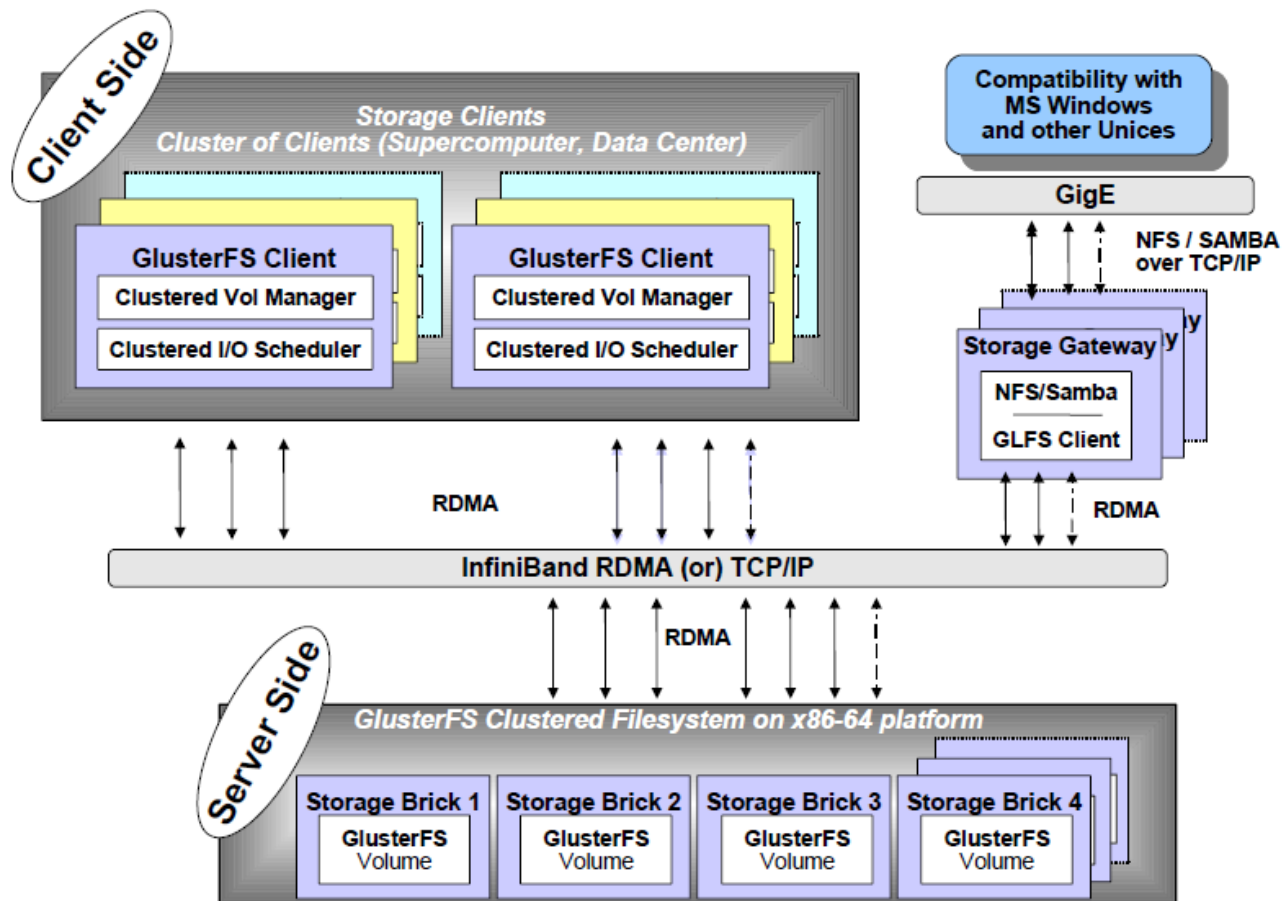 Client Side
Storage Clients
Cluster of Clients (Supercomputer, Data Center)
GlusterFS Client
Clustered Vol Manager
Clustered I/O Scheduler
GlusterFS Client
Clustered Vol Manager
Clustered I/O Scheduler
Compatibility with
MS Windows
and other Unices
GigE
NFS / SAMBA
over TCP/IP
Storage Gateway
NFS/Samba
GLFS Client
RDMA
RDMA
InfiniBand RDMA (or) TCP/IP
RDMA
Server Side
GlusterFS Clustered Filesystem on x86-64 platform
Storage Brick 1
GlusterFS
Volume
Storage Brick 2
GlusterFS
Volume
Storage Brick 3
GlusterFS
Volume
Storage Brick 4
GlusterFS
Volume